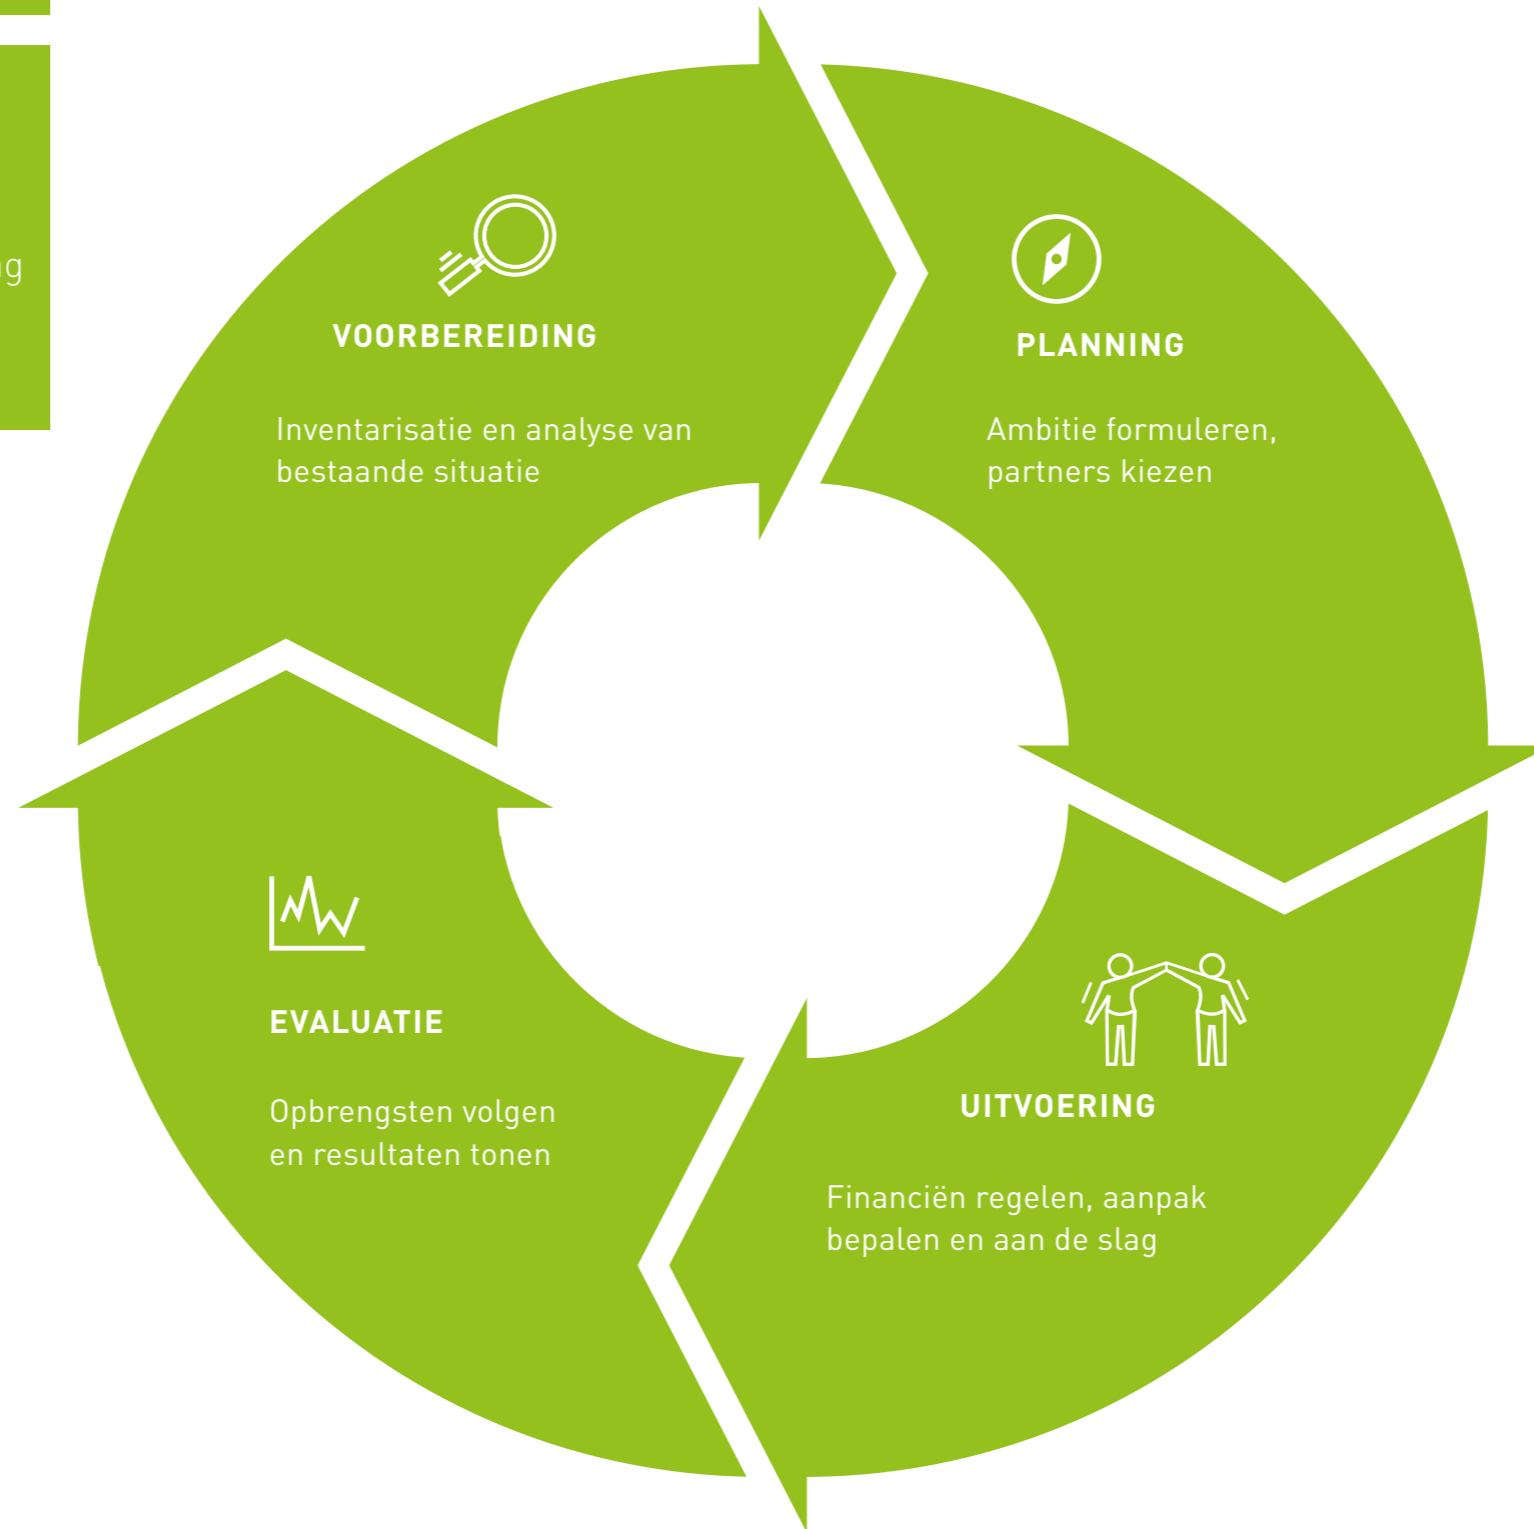 VOORBEREIDING
Inventarisatie en analyse van
bestaande situatie
PLANNING
Ambitie formuleren,
partners kiezen
UITVOERING
Financiën regelen, aanpak
bepalen en aan de slag
EVALUATIE
Opbrengsten volgen
en resultaten tonen